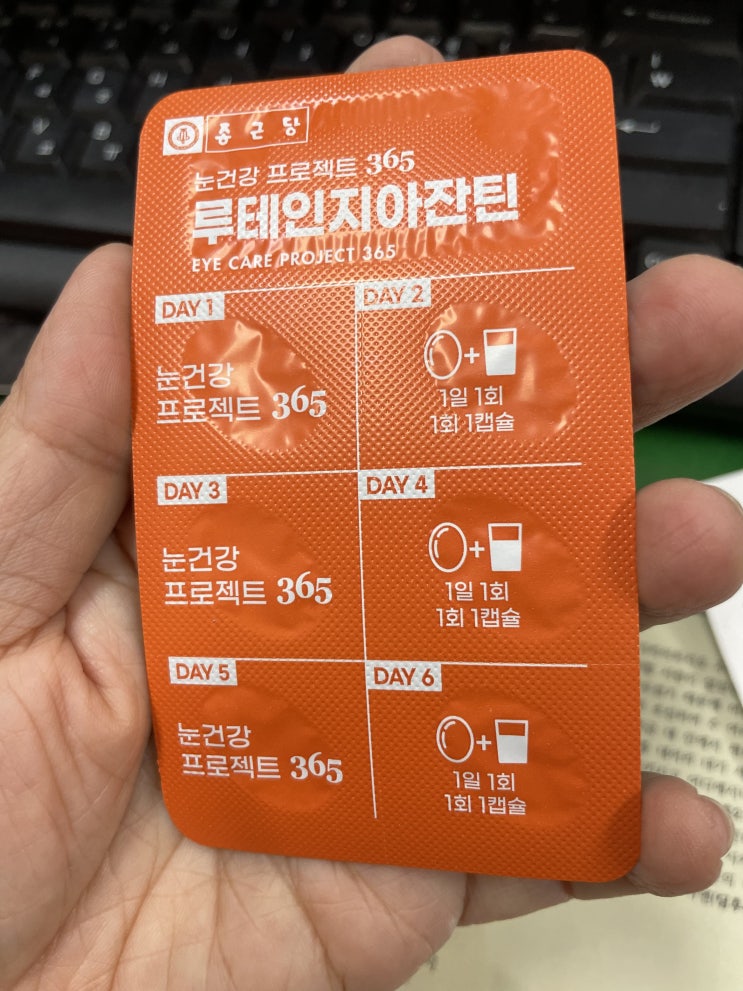 종근당
눈건강 프로젝트 365
루테인지아잔틴
EYE CARE PROJECT 365
DAY 1
눈건강
프로젝트 365
DAY 2
1일 1회
1회 1캡슐
DAY 3
눈건강
프로젝트 365
DAY 4
1일 1회
1회 1캡슐
DAY 5
눈건강
프로젝트 365
DAY 6
1일 1회
1회 1캡슐
W